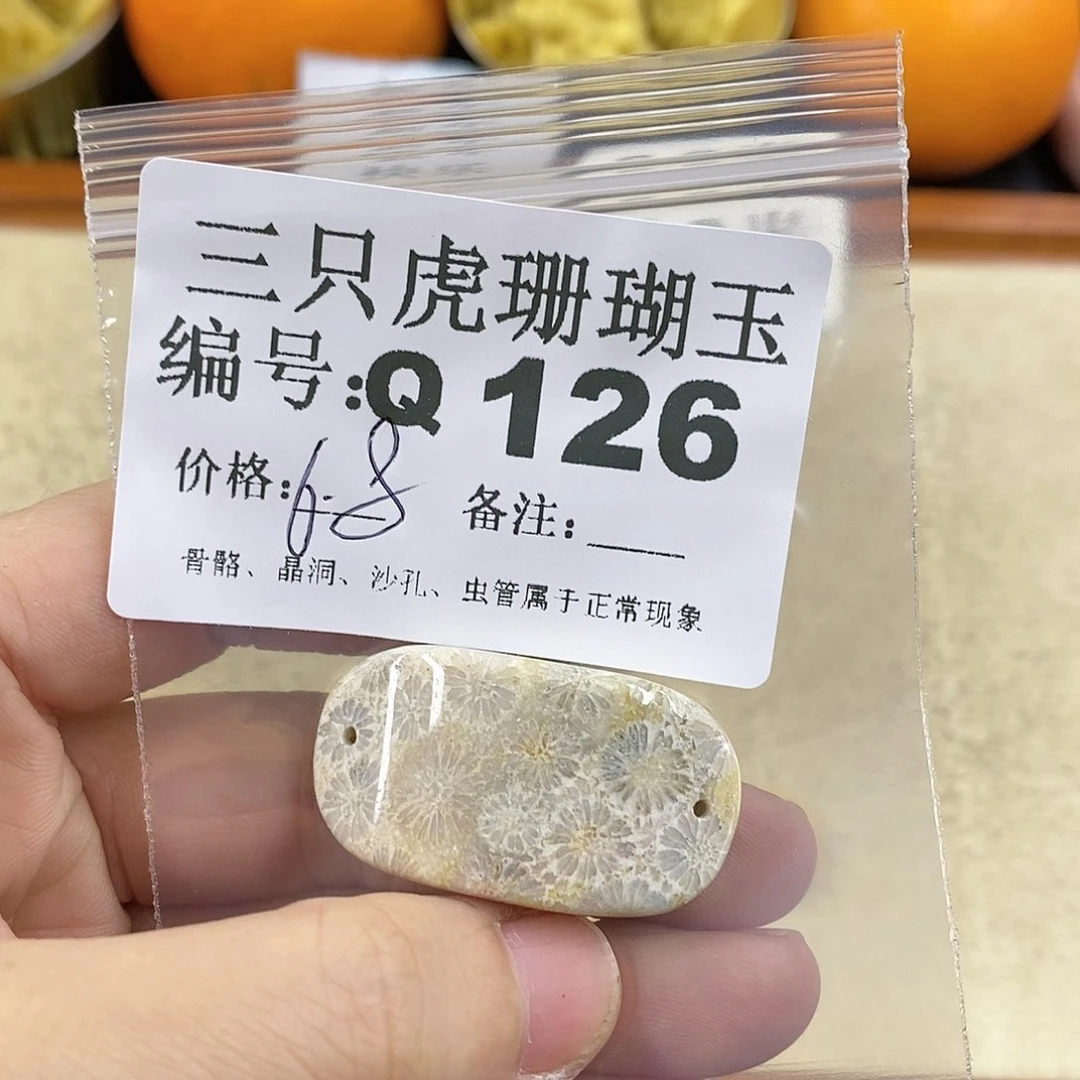 三只虎珊瑚玉
编号:Q 126
价格:68 备注:____
骨骼、晶洞、沙孔、虫管属于正常现象